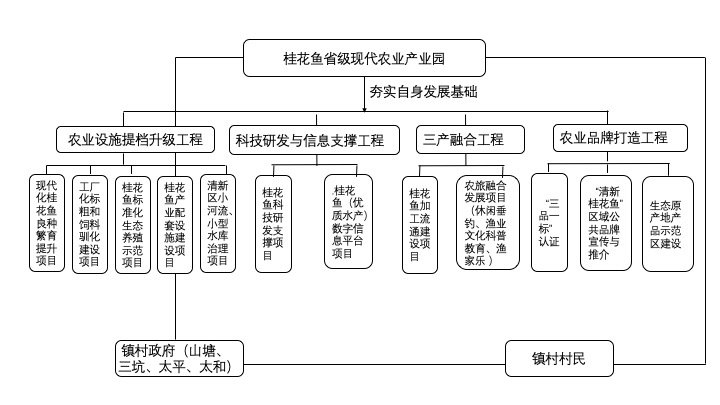 桂花鱼省级现代农业产业园
夯实自身发展基础
农业设施提档升级工程
科技研发与信息支撑工程
三产融合工程
农业品牌打造工程
现代
化桂
花鱼
良种
繁育
提升
项目
工厂
化标
粗和
饲料
驯化
建设
项目
桂花
鱼标
准化
生态
养殖
示范
项目
桂花
鱼产
业配
套设
施建
设项
目
清新
区小
河流、
小型
水库
治理
项目
桂花
鱼科
技研
发支
撑项
目
桂花
鱼（优
质水产）
数字信
息平台
项目
桂花
鱼加
工流
通建
设项
目
农旅融合
发展项目
（休闲垂
钓、渔业
文化科普
教育、渔
家乐 ）
“三
品一
标”
认证
“清新
桂花鱼”
区域公
共品牌
宣传与
推介
生态原
产地产
品示范
区建设
镇村政府（山塘、
三坑、太平、太和）
镇村村民